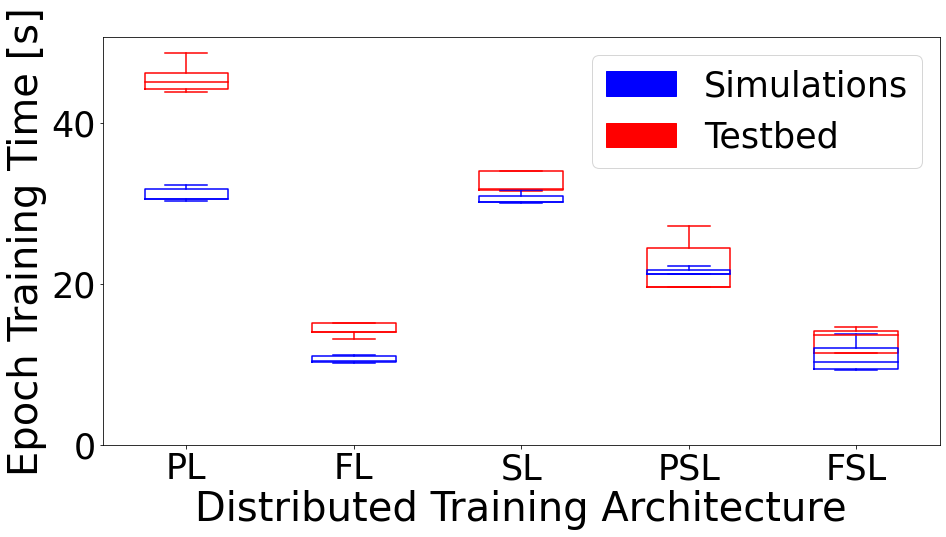 Epoch Training Time [s]
40
20
0
Simulations
Testbed
PL FL SL PSL FSL
Distributed Training Architecture